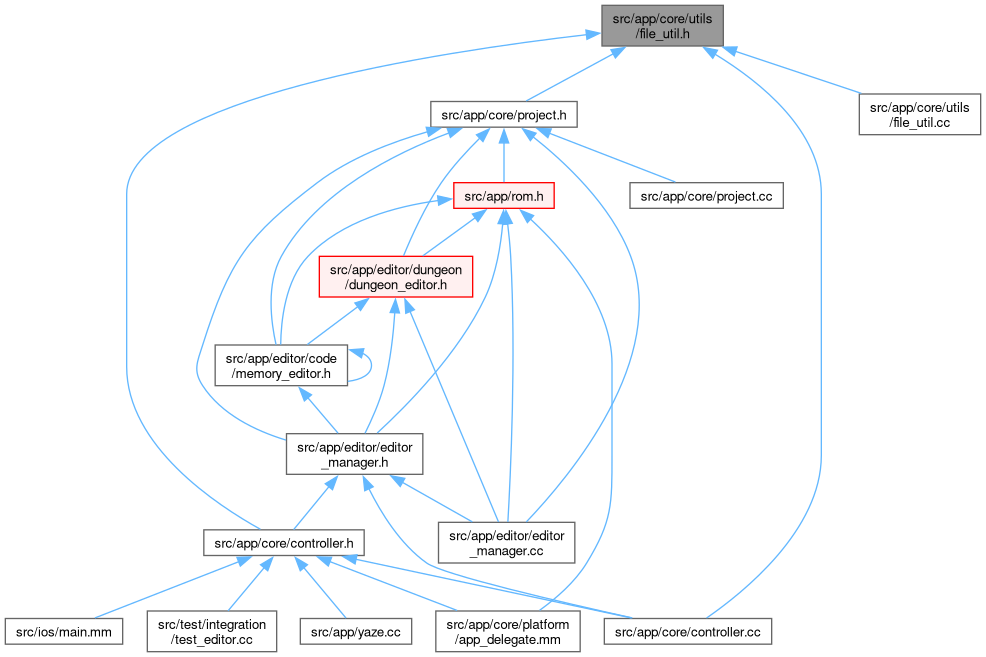 src/app/core/utils
/file_util.h
src/app/core/project.h
src/app/core/utils
/file_util.cc
src/app/rom.h
src/app/core/project.cc
src/app/editor/dungeon
/dungeon_editor.h
src/app/editor/code
/memory_editor.h
src/app/editor/editor
_manager.h
src/app/core/controller.h
src/app/editor/editor
_manager.cc
src/ios/main.mm
src/test/integration
/test_editor.cc
src/app/yaze.cc
src/app/core/platform
/app_delegate.mm
src/app/core/controller.cc